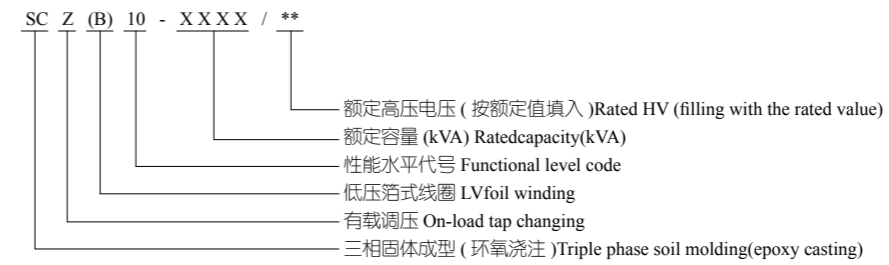 SC Z (B) 10 - XXXX / **
额定高压电压 ( 按额定值填入 )Rated HV (filling with the rated value)
额定容量 (kVA) Ratedcapacity(kVA)
性能水平代号 Functional level code
低压箔式线圈 LVfoil winding
有载调压 On-load tap changing
三相固体成型 ( 环氧浇注 )Triple phase soil molding(epoxy casting)